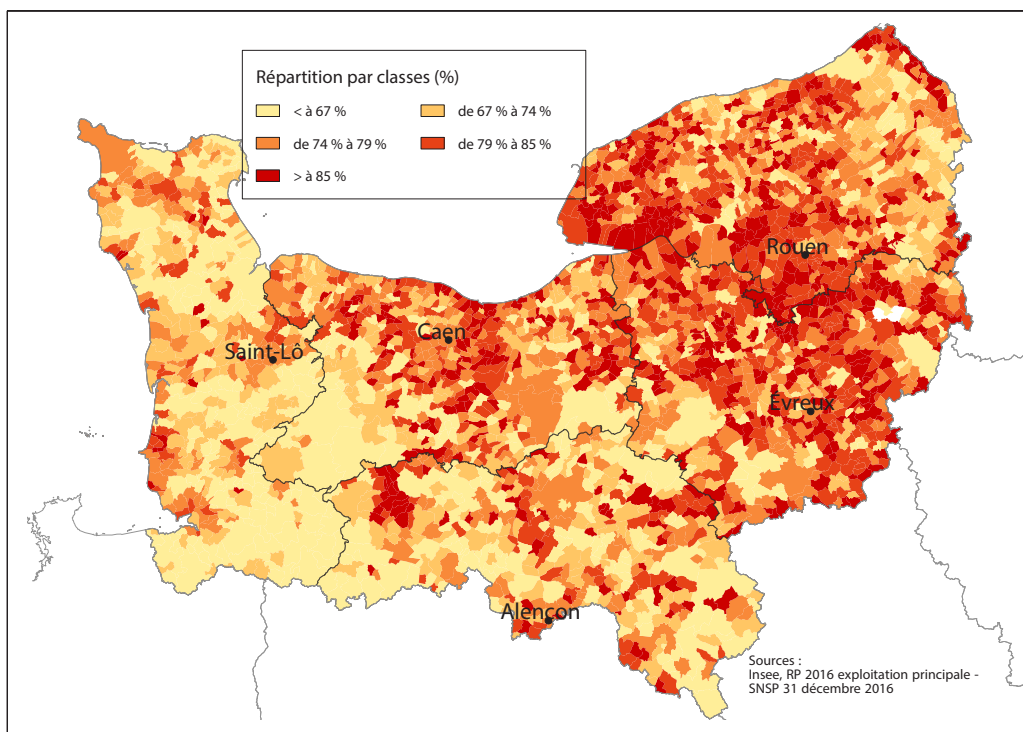 Répartition par classes (%)
< à 67 %
de 67 % à 74 %
de 74 % à 79 %
de 79 % à 85 %
> à 85 %
Rouen
Caen
Saint-Lô
Évreux
Alençon
Sources :
Insee, RP 2016 exploitation principale -
SNSP 31 décembre 2016